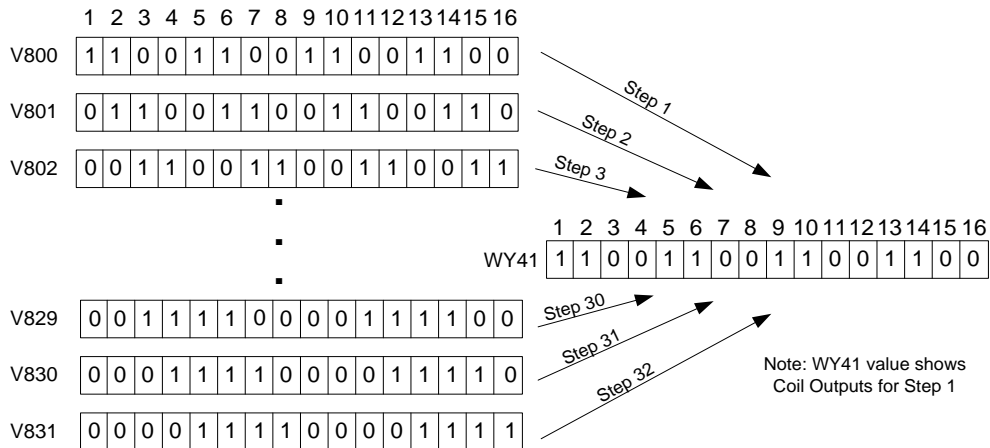 1 2 3 4 5 6 7 8 9 10 11 12 13 14 15 16
V800 1 1 0 0 1 1 0 0 1 1 0 0 1 1 0 0
Step 1
V801 0 1 1 0 0 1 1 0 0 1 1 0 0 1 1 0
Step 2
V802 0 0 1 1 0 0 1 1 0 0 1 1 0 0 1 1
Step 3
1 2 3 4 5 6 7 8 9 10 11 12 13 14 15 16
WY41 1 1 0 0 1 1 0 0 1 1 0 0 1 1 0 0
V829 0 0 1 1 1 1 0 0 0 0 1 1 1 1 0 0
Step 30
V830 0 0 0 1 1 1 1 0 0 0 0 1 1 1 1 0
Step 31
V831 0 0 0 0 1 1 1 1 0 0 0 0 1 1 1 1
Step 32
Note: WY41 value shows
Coil Outputs for Step 1